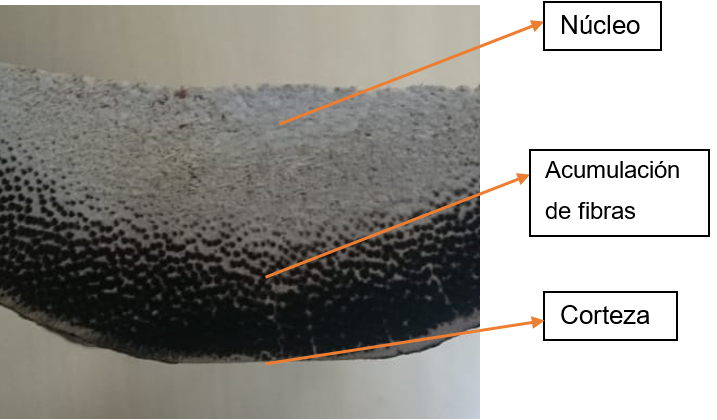 Núcleo
Acumulación
de fibras
Corteza